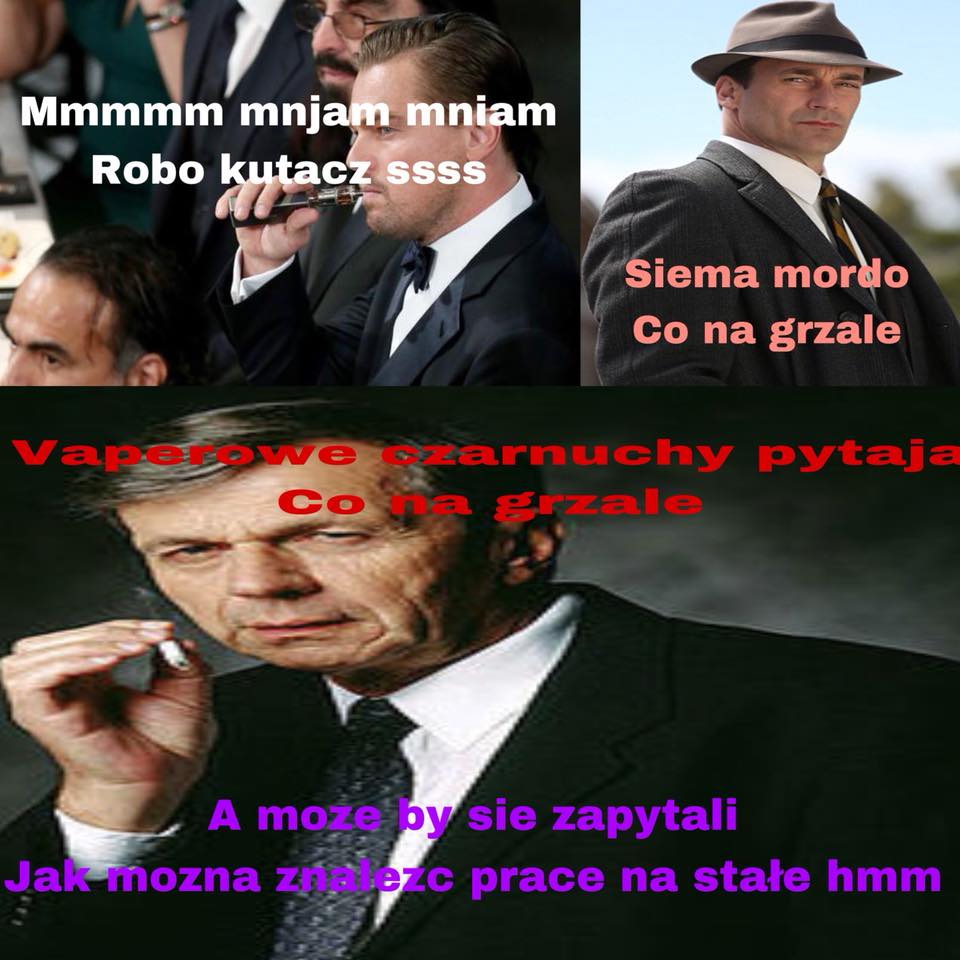 Mmmmm mnjam mniam
Robo kutacz ssss
Siema mordo
Co na grzale
Vaperowe czarnuchy pytaja
Co na grzale
A moze by sie zapytali
Jak mozna znalezc prace na stałe hmm